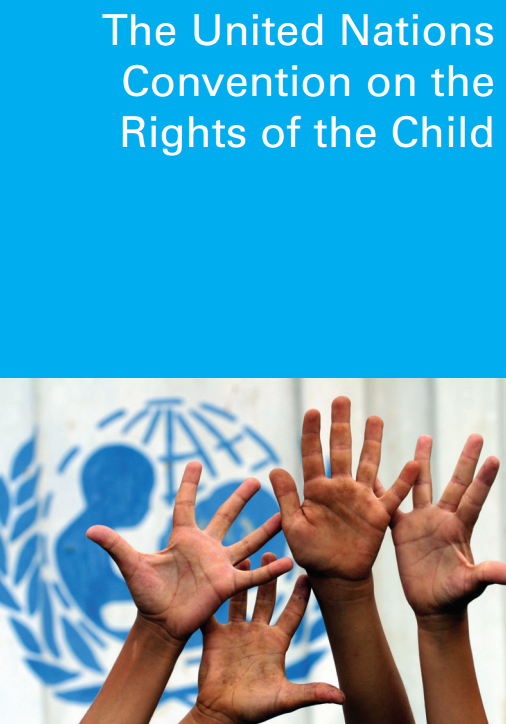 The United Nations
Convention on the
Rights of the Child